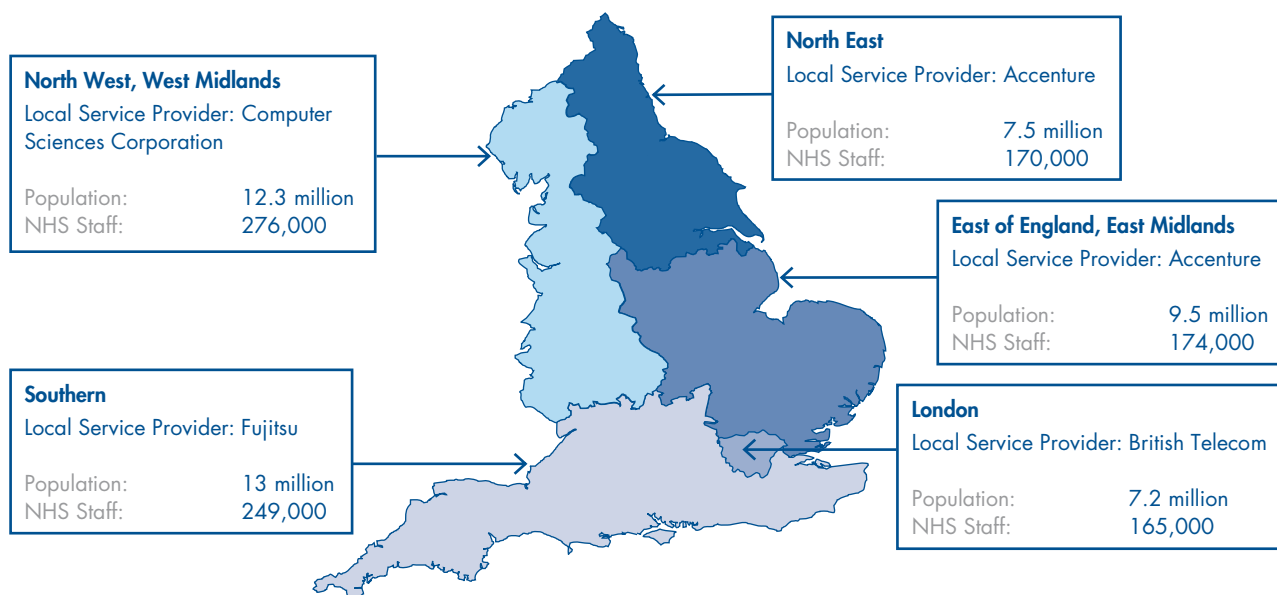 North West, West Midlands
Local Service Provider: Computer
Sciences Corporation
Population: 12.3 million
NHS Staff: 276,000
North East
Local Service Provider: Accenture
Population: 7.5 million
NHS Staff: 170,000
East of England, East Midlands
Local Service Provider: Accenture
Population: 9.5 million
NHS Staff: 174,000
Southern
Local Service Provider: Fujitsu
Population: 13 million
NHS Staff: 249,000
London
Local Service Provider: British Telecom
Population: 7.2 million
NHS Staff: 165,000